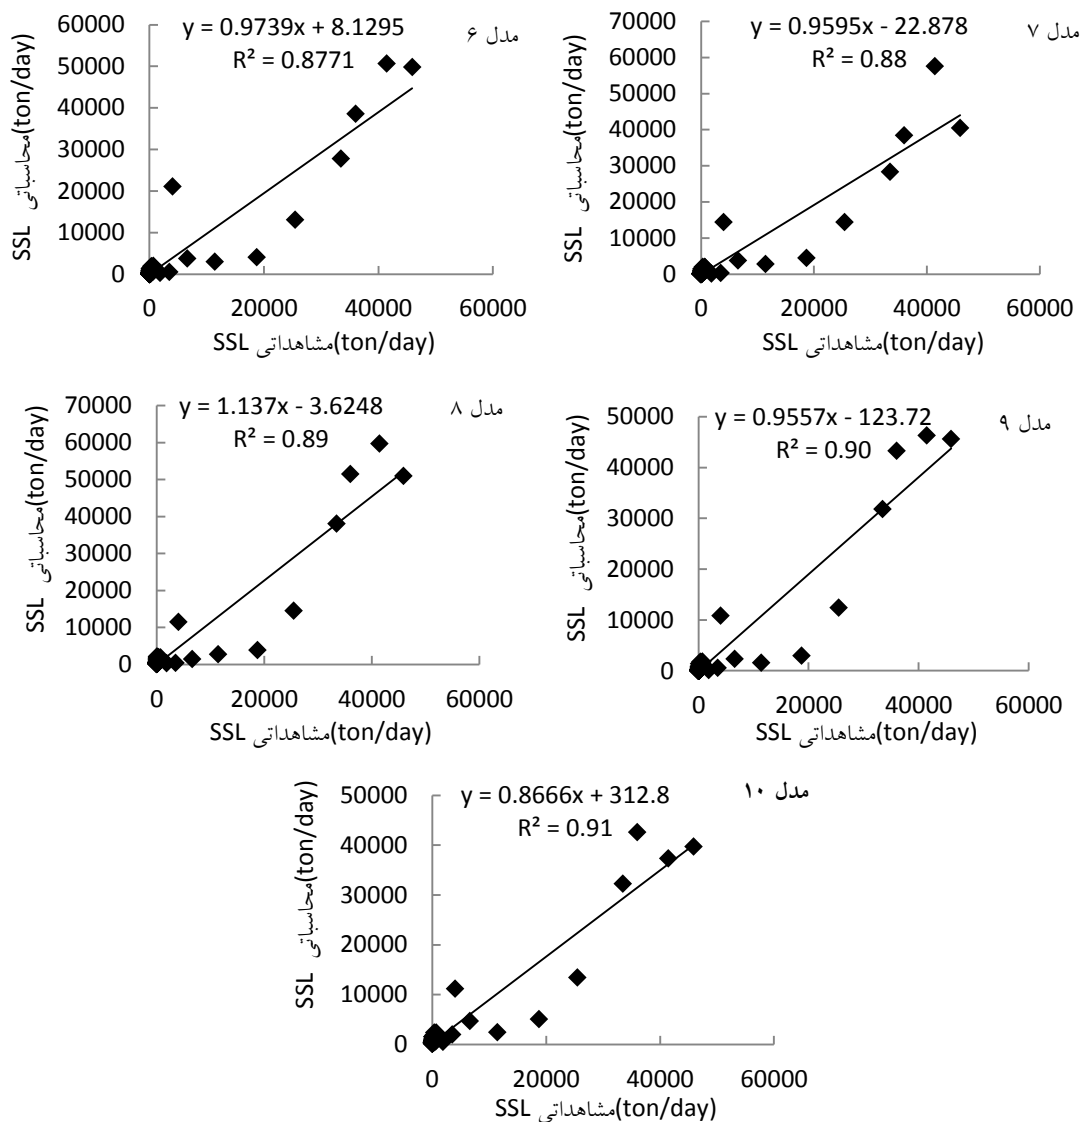 مدل ۶
y = 0.9739x + 8.1295
R² = 0.8771
SSL محاسباتی(ton/day)
60000
50000
40000
30000
20000
10000
0
0 20000 40000 60000
SSL مشاهداتی(ton/day)
مدل ۷
y = 0.9595x - 22.878
R² = 0.88
SSL محاسباتی(ton/day)
70000
60000
50000
40000
30000
20000
10000
0
0 20000 40000 60000
SSL مشاهداتی(ton/day)
مدل ۸
y = 1.137x - 3.6248
R² = 0.89
SSL محاسباتی(ton/day)
70000
60000
50000
40000
30000
20000
10000
0
0 20000 40000 60000
SSL مشاهداتی(ton/day)
مدل ۹
y = 0.9557x - 123.72
R² = 0.90
SSL محاسباتی(ton/day)
50000
40000
30000
20000
10000
0
0 20000 40000 60000
SSL مشاهداتی(ton/day)
مدل ۱۰
y = 0.8666x + 312.8
R² = 0.91
SSL محاسباتی(ton/day)
50000
40000
30000
20000
10000
0
0 20000 40000 60000
SSL مشاهداتی(ton/day)